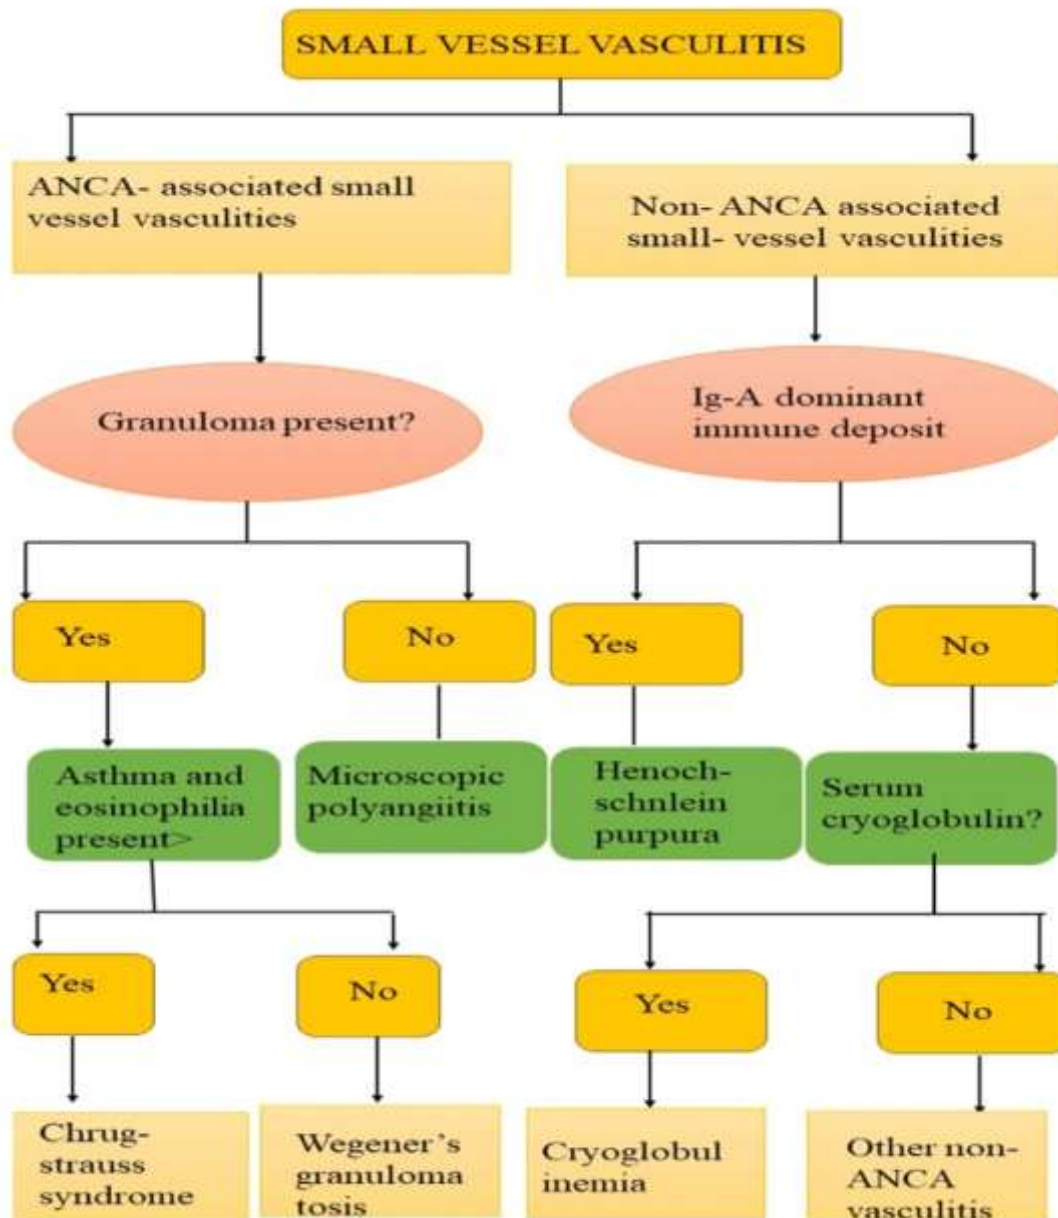 SMALL VESSEL VASCULITIS
ANCA- associated small
vessel vasculities
Non- ANCA associated
small- vessel vasculities
Granuloma present?
Ig-A dominant
immune deposit
Yes
No
Yes
No
Asthma and
eosinophilia
present>
Microscopic
polyangiitis
Henoch-
schnlein
purpura
Serum
cryoglobulin?
Yes
No
Yes
No
Chrug-
strauss
syndrome
Wegener’s
granuloma
tosis
Cryoglobul
inemia
Other non-
ANCA
vasculitis